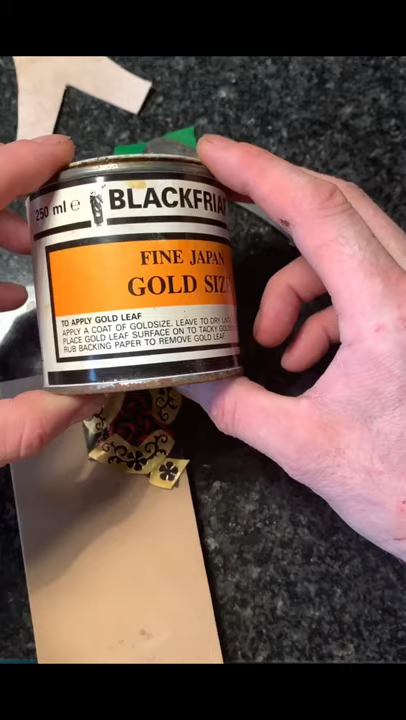 250 ml e BLACKFRIA
FINE JAPAN
GOLD SIZ
TO APPLY GOLD LEAF
APPLY A COAT OF GOLDSIZE. LEAVE TO DRY
PLACE GOLD LEAF SURFACE ON TO TACKY
RUB BACKING PAPER TO REMOVE GOLD LEAF